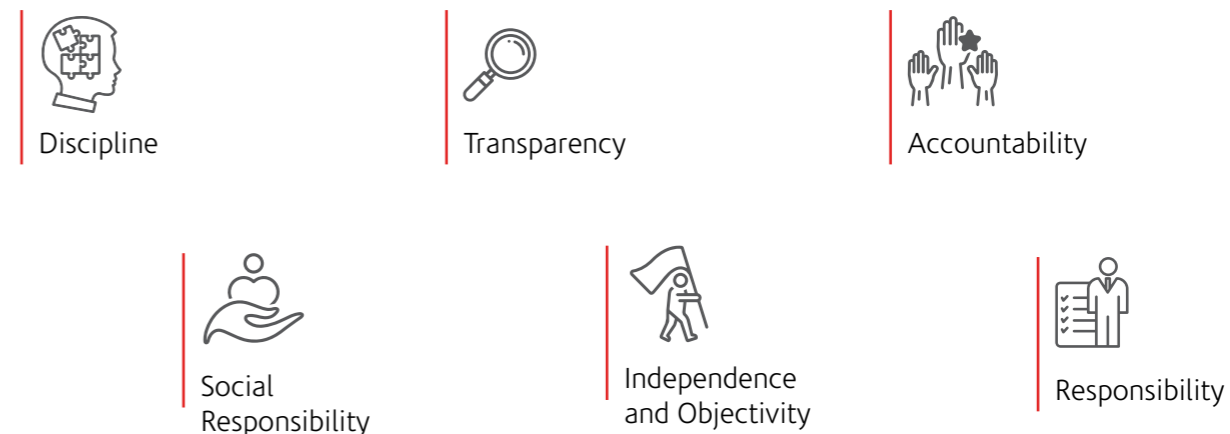 Discipline
Transparency
Accountability
Social
Responsibility
Independence
and Objectivity
Responsibility